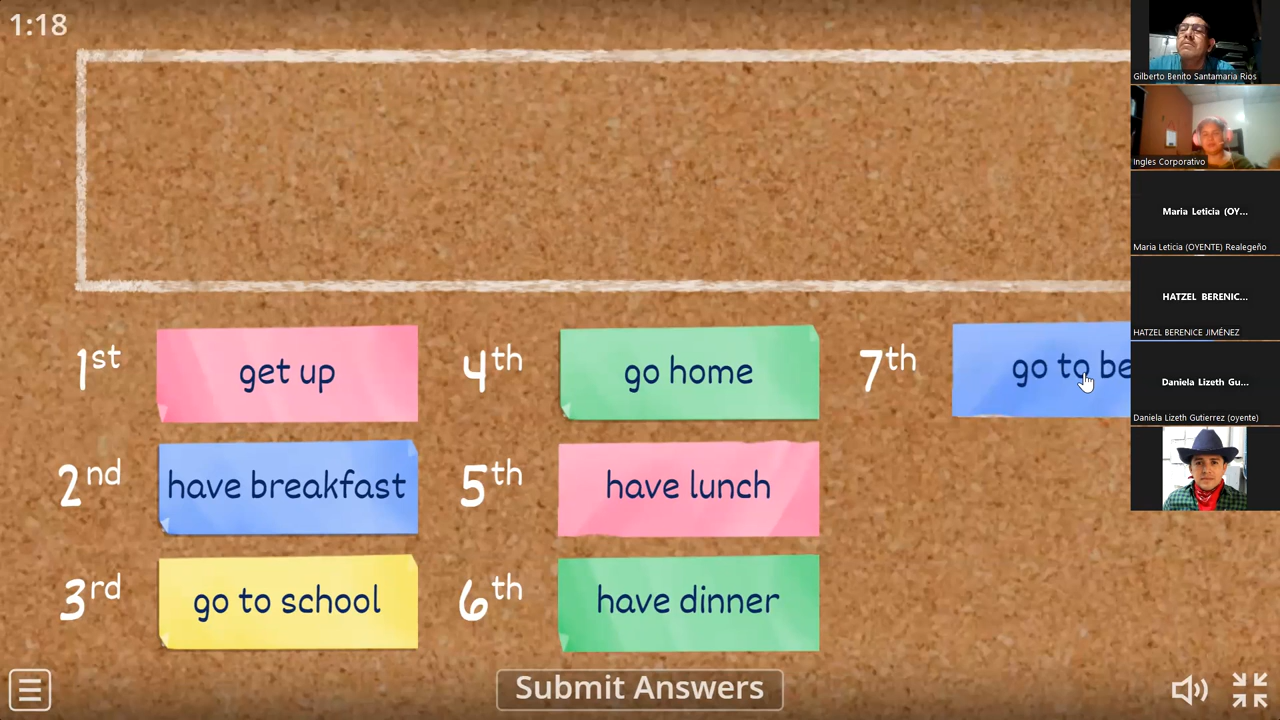 1:18
1st get up
2nd have breakfast
3rd go to school
4th go home
5th have lunch
6th have dinner
7th go to be
Submit Answers
Gilberto Benito Santamaria Rios
Ingles Corporativo
Maria Leticia (OY...
Maria Leticia (OYENTE) Realegeño
HATZEL BERENIC...
HATZEL BERENICE JIMÉNEZ
Daniela Lizeth Gu...
Daniela Lizeth Gutierrez (oyente)